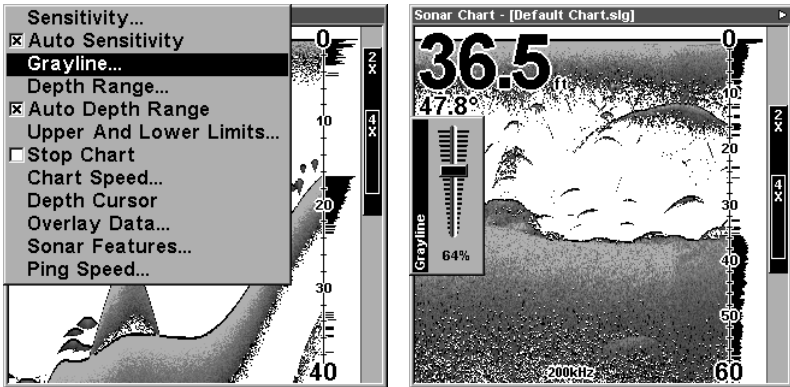 Sensitivity...
Auto Sensitivity
Grayline...
Depth Range...
Auto Depth Range
Upper And Lower Limits...
Stop Chart
Chart Speed...
Depth Cursor
Overlay Data...
Sonar Features...
Ping Speed...
0
10
20
30
40
2X
4X
Sonar Chart - [Default Chart.slg]
36.5 ft
47.8°
Grayline
64%
0
10
20
30
40
50
60
200kHz
2X
4X